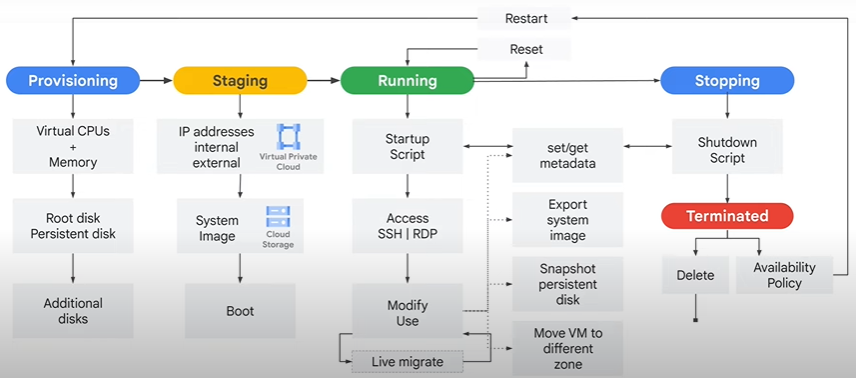 Restart
Reset
Provisioning
Staging
Running
Stopping
Virtual CPUs
+
Memory
Root disk
Persistent disk
Additional
disks
IP addresses
internal
external
Virtual Private
Cloud
System
Image
Cloud
Storage
Boot
Startup
Script
Access
SSH | RDP
Modify
Use
Live migrate
set/get
metadata
Export
system
image
Snapshot
persistent
disk
Move VM to
different
zone
Shutdown
Script
Terminated
Delete
Availability
Policy